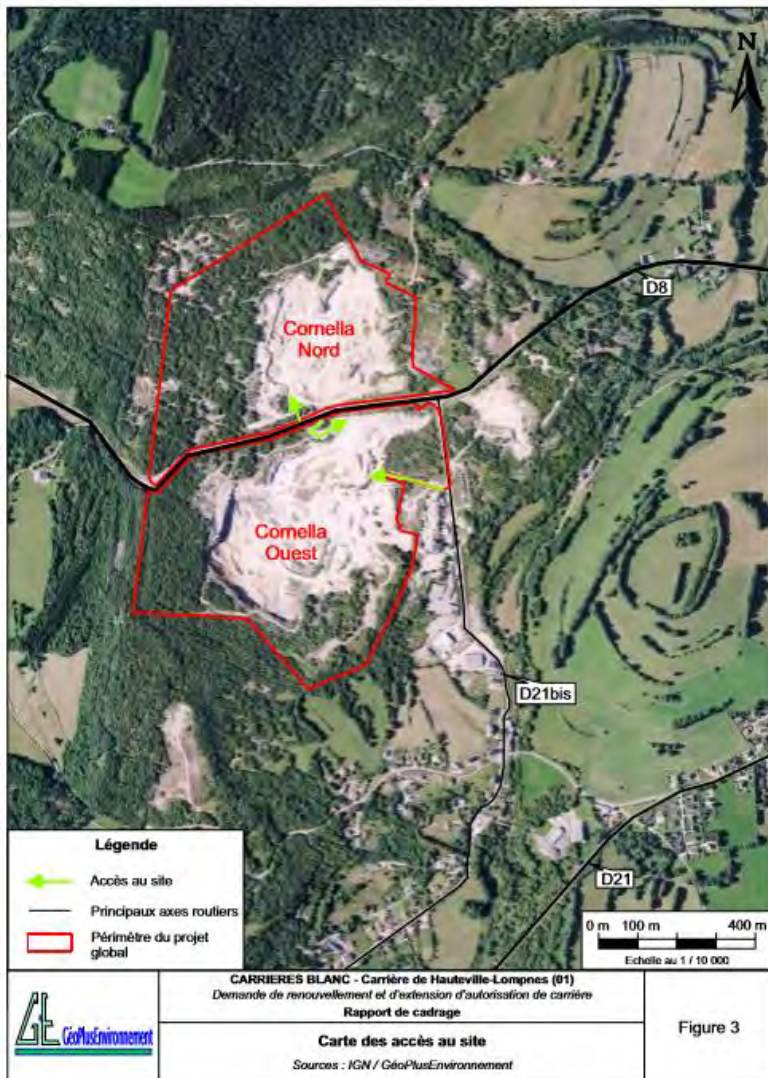 N
D8
Cornella
Nord
Cornella
Ouest
D21bis
D21
Légende
Accès au site
Principaux axes routiers
Périmètre du projet
global
0 m 100 m 400 m
Echelle au 1 / 10 000
GéoPlusEnvironnement
CARRIERES BLANC - Carrière de Hauteville-Lompnes (01)
Demande de renouvellement et d'extension d'autorisation de carrière
Rapport de cadrage
Carte des accès au site
Sources : IGN / GéoPlusEnvironnement
Figure 3